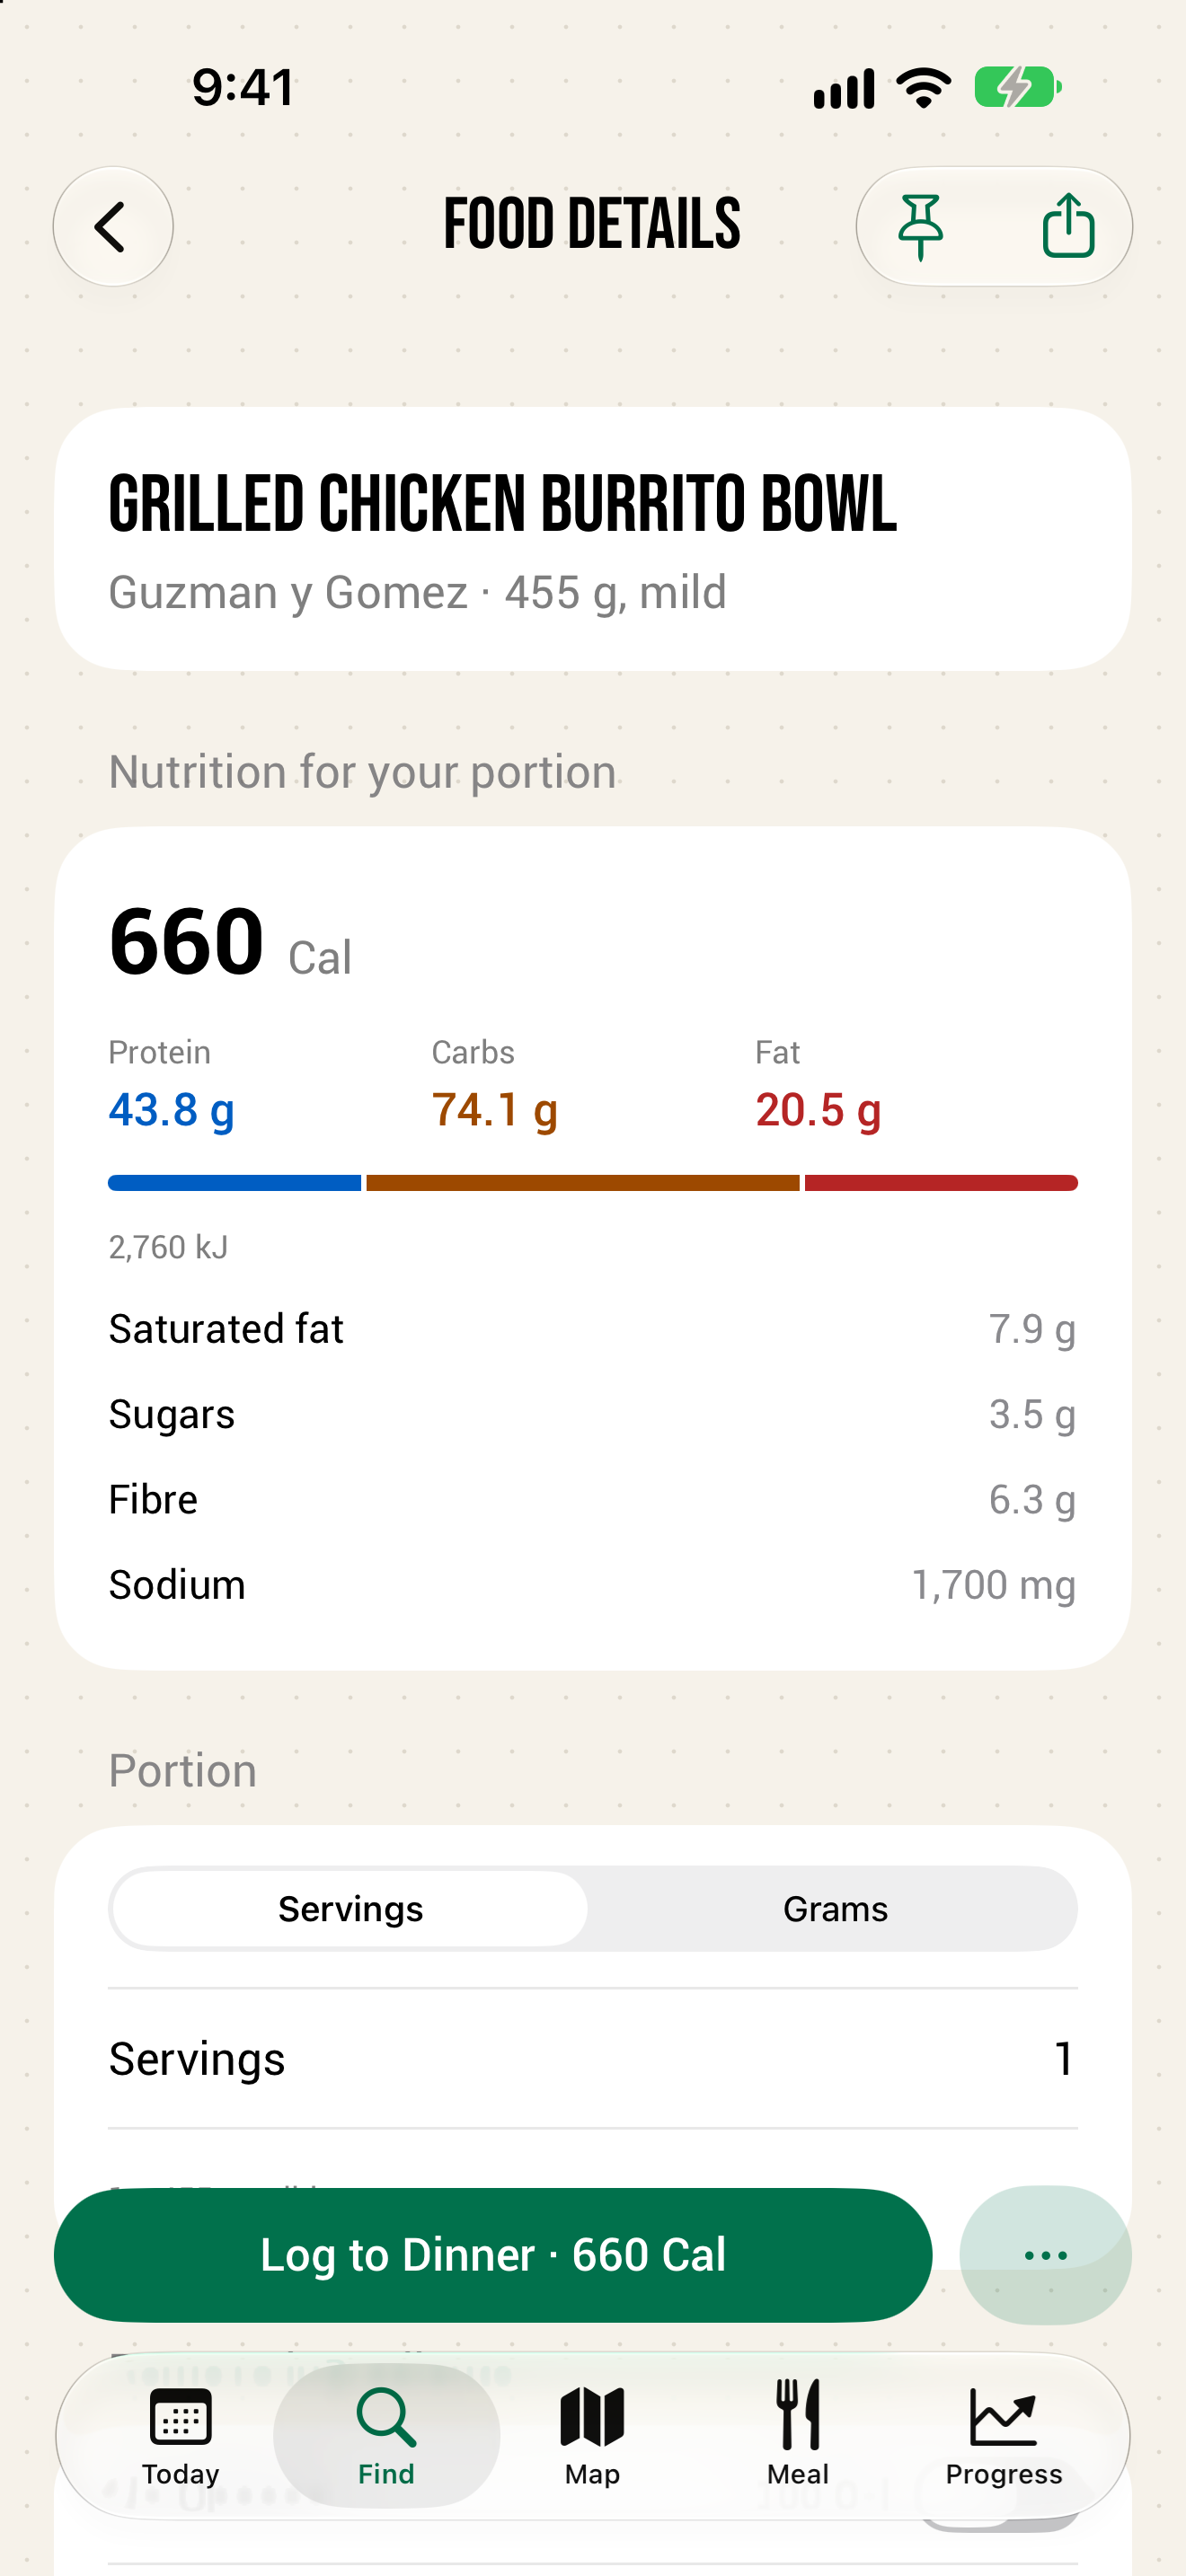 9:41
FOOD DETAILS
GRILLED CHICKEN BURRITO BOWL
Guzman y Gomez · 455 g, mild
Nutrition for your portion
660 Cal
Protein Carbs Fat
43.8 g 74.1 g 20.5 g
2,760 kJ
Saturated fat 7.9 g
Sugars 3.5 g
Fibre 6.3 g
Sodium 1,700 mg
Portion
Servings Grams
Servings 1
Log to Dinner · 660 Cal
Today Find Map Meal Progress